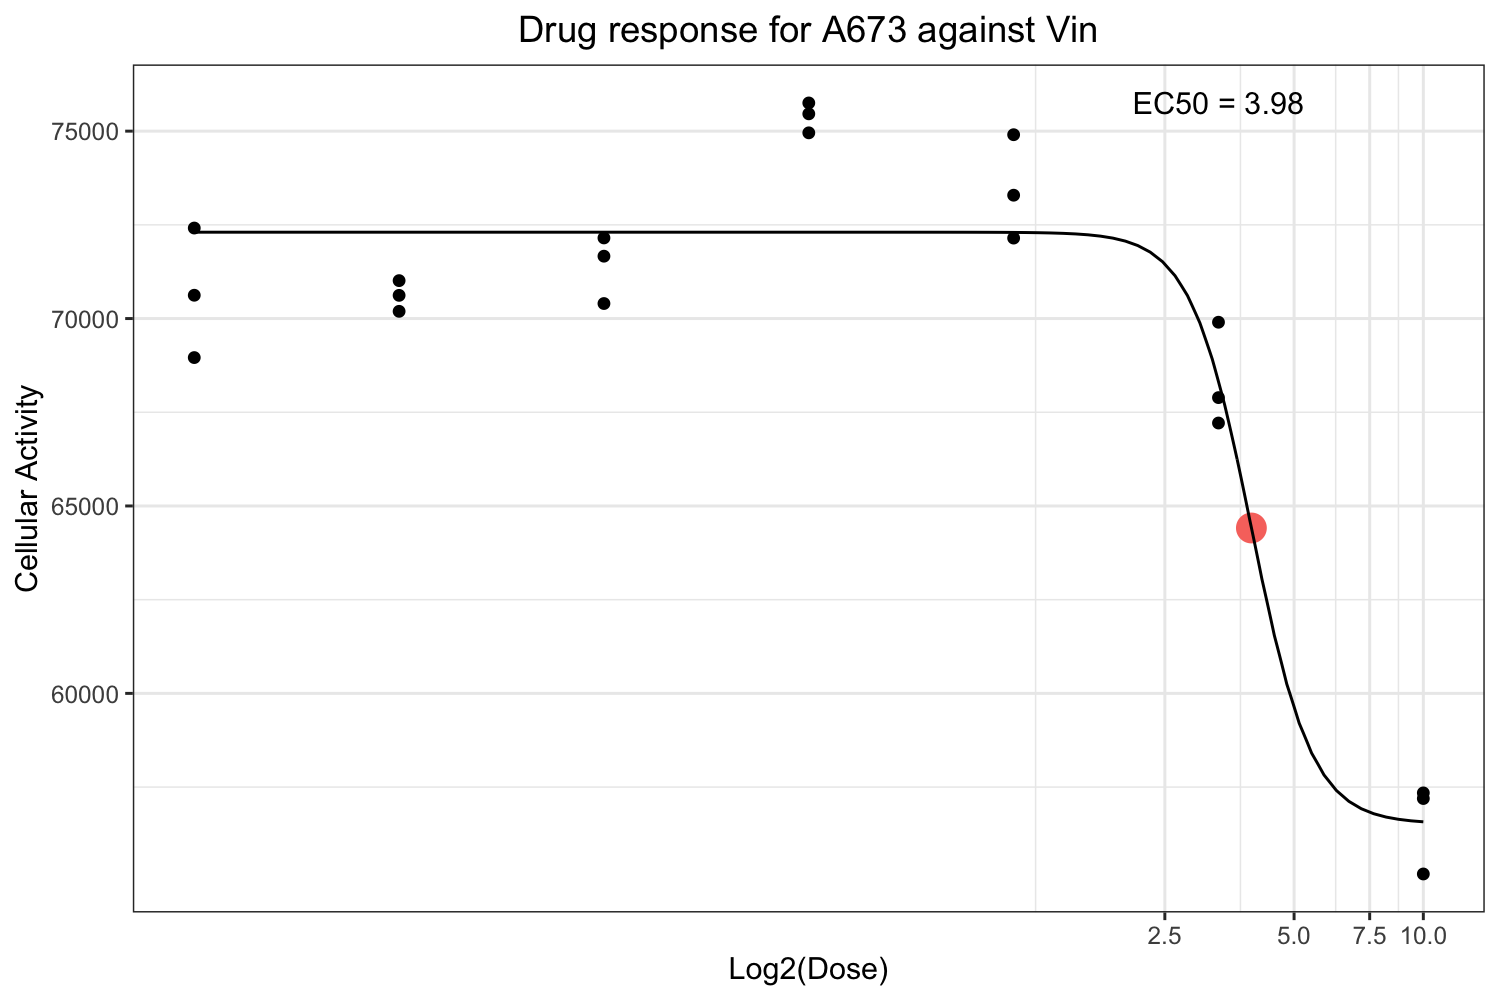 Drug response for A673 against Vin
EC50 = 3.98
75000
70000
65000
60000
Cellular Activity
2.5 5.0 7.5 10.0
Log2(Dose)